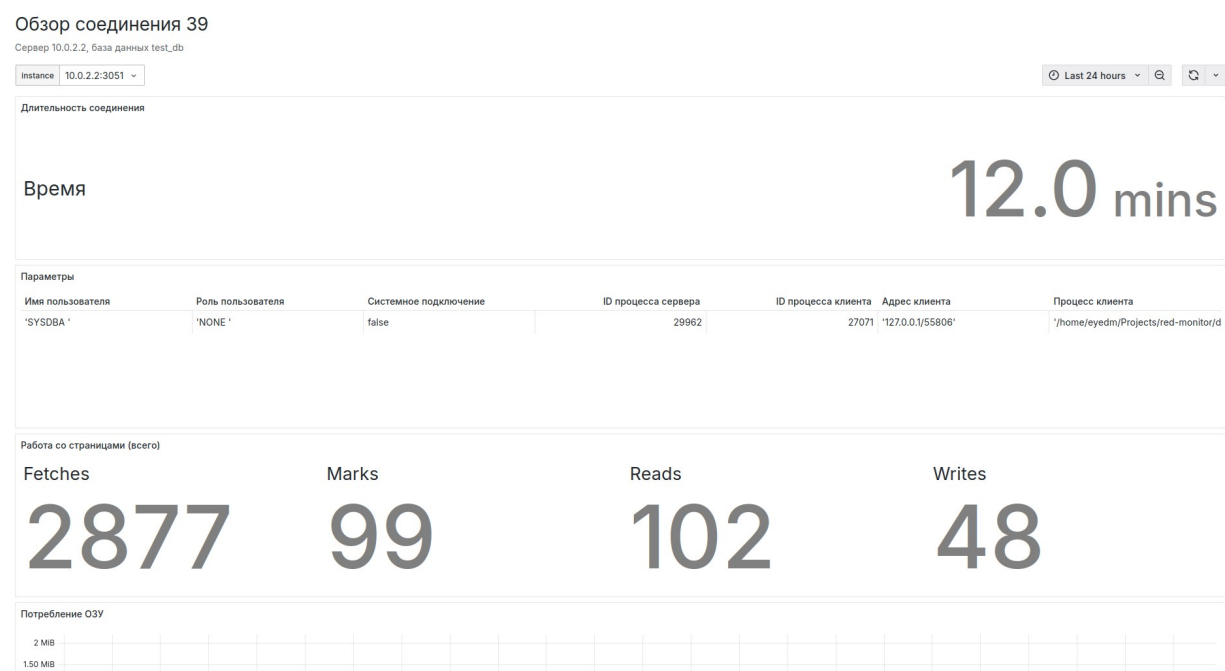 Обзор соединения 39
Сервер 10.0.2.2, база данных test_db
instance 10.0.2.2:3051
Last 24 hours
Длительность соединения
Время 12.0 mins
Параметры
Имя пользователя Роль пользователя Системное подключение ID процесса сервера ID процесса клиента Адрес клиента Процесс клиента
'SYSDBA ' 'NONE ' false 29962 27071 '127.0.0.1/55806' '/home/eyedm/Projects/red-monitor/d
Работа со страницами (всего)
Fetches Marks Reads Writes
2877 99 102 48
Потребление ОЗУ
2 MiB
1.50 MiB